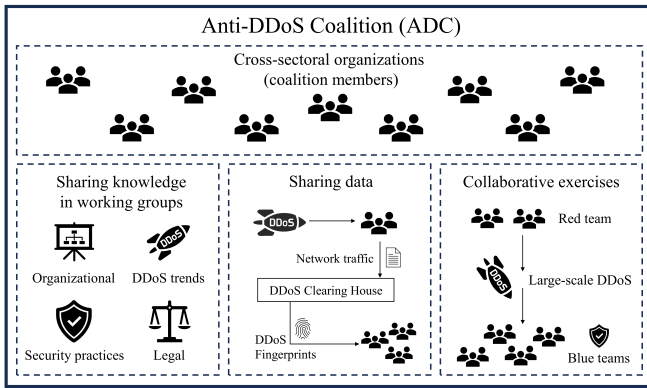 Anti-DDoS Coalition (ADC)
Cross-sectoral organizations
(coalition members)
Sharing knowledge
in working groups
Organizational
DDoS
DDoS trends
Security practices
Legal
Sharing data
DDoS
Network traffic
DDoS Clearing House
DDoS
Fingerprints
Collaborative exercises
Red team
DDoS
Large-scale DDoS
Blue teams